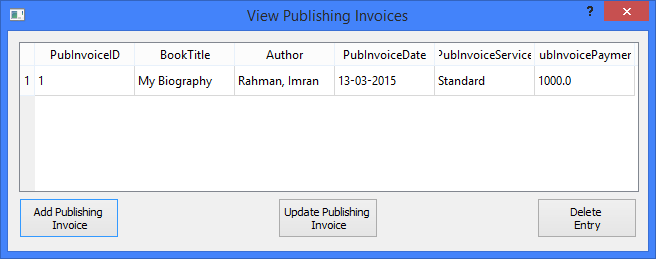 View Publishing Invoices
?
PubInvoiceID BookTitle Author PubInvoiceDate PubInvoiceService ubInvoicePaymer
1 1 My Biography Rahman, Imran 13-03-2015 Standard 1000.0
Add Publishing Invoice
Update Publishing Invoice
Delete Entry